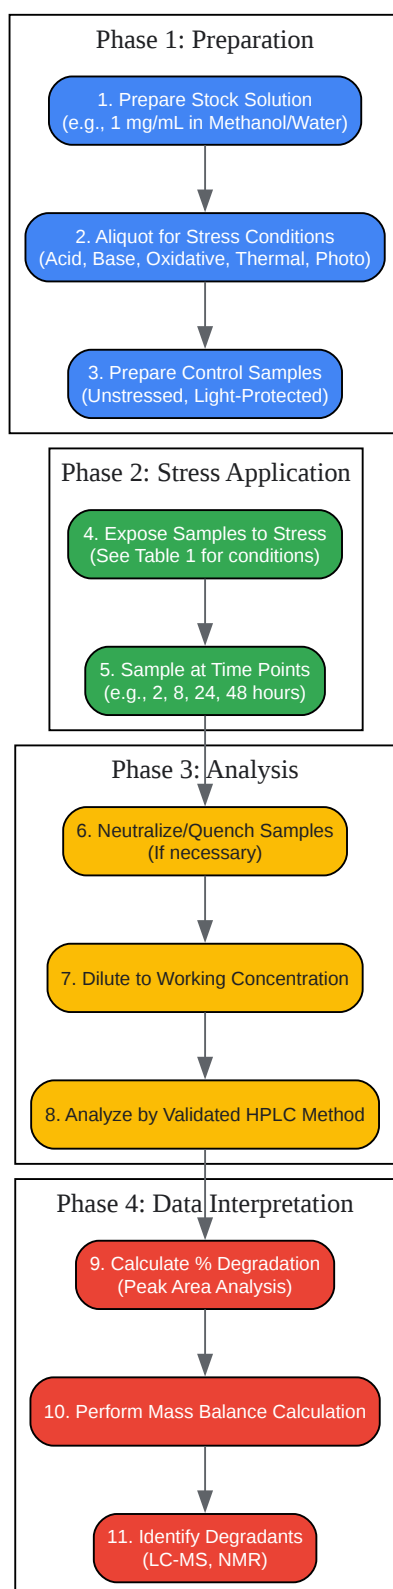 Phase 1: Preparation
1. Prepare Stock Solution
(e.g., 1 mg/mL in Methanol/Water)
2. Aliquot for Stress Conditions
(Acid, Base, Oxidative, Thermal, Photo)
3. Prepare Control Samples
(Unstressed, Light-Protected)
Phase 2: Stress Application
4. Expose Samples to Stress
(See Table 1 for conditions)
5. Sample at Time Points
(e.g., 2, 8, 24, 48 hours)
Phase 3: Analysis
6. Neutralize/Quench Samples
(If necessary)
7. Dilute to Working Concentration
8. Analyze by Validated HPLC Method
Phase 4: Data Interpretation
9. Calculate % Degradation
(Peak Area Analysis)
10. Perform Mass Balance Calculation
11. Identify Degradants
(LC-MS, NMR)